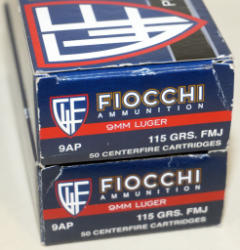 FIOCCHI
AMMUNITION
9MM LUGER
9AP
115 GRS. FMJ
50 CENTERFIRE CARTRIDGES
FIOCCHI
AMMUNITION
9MM LUGER
9AP
115 GRS. FMJ
50 CENTERFIRE CARTRIDGES